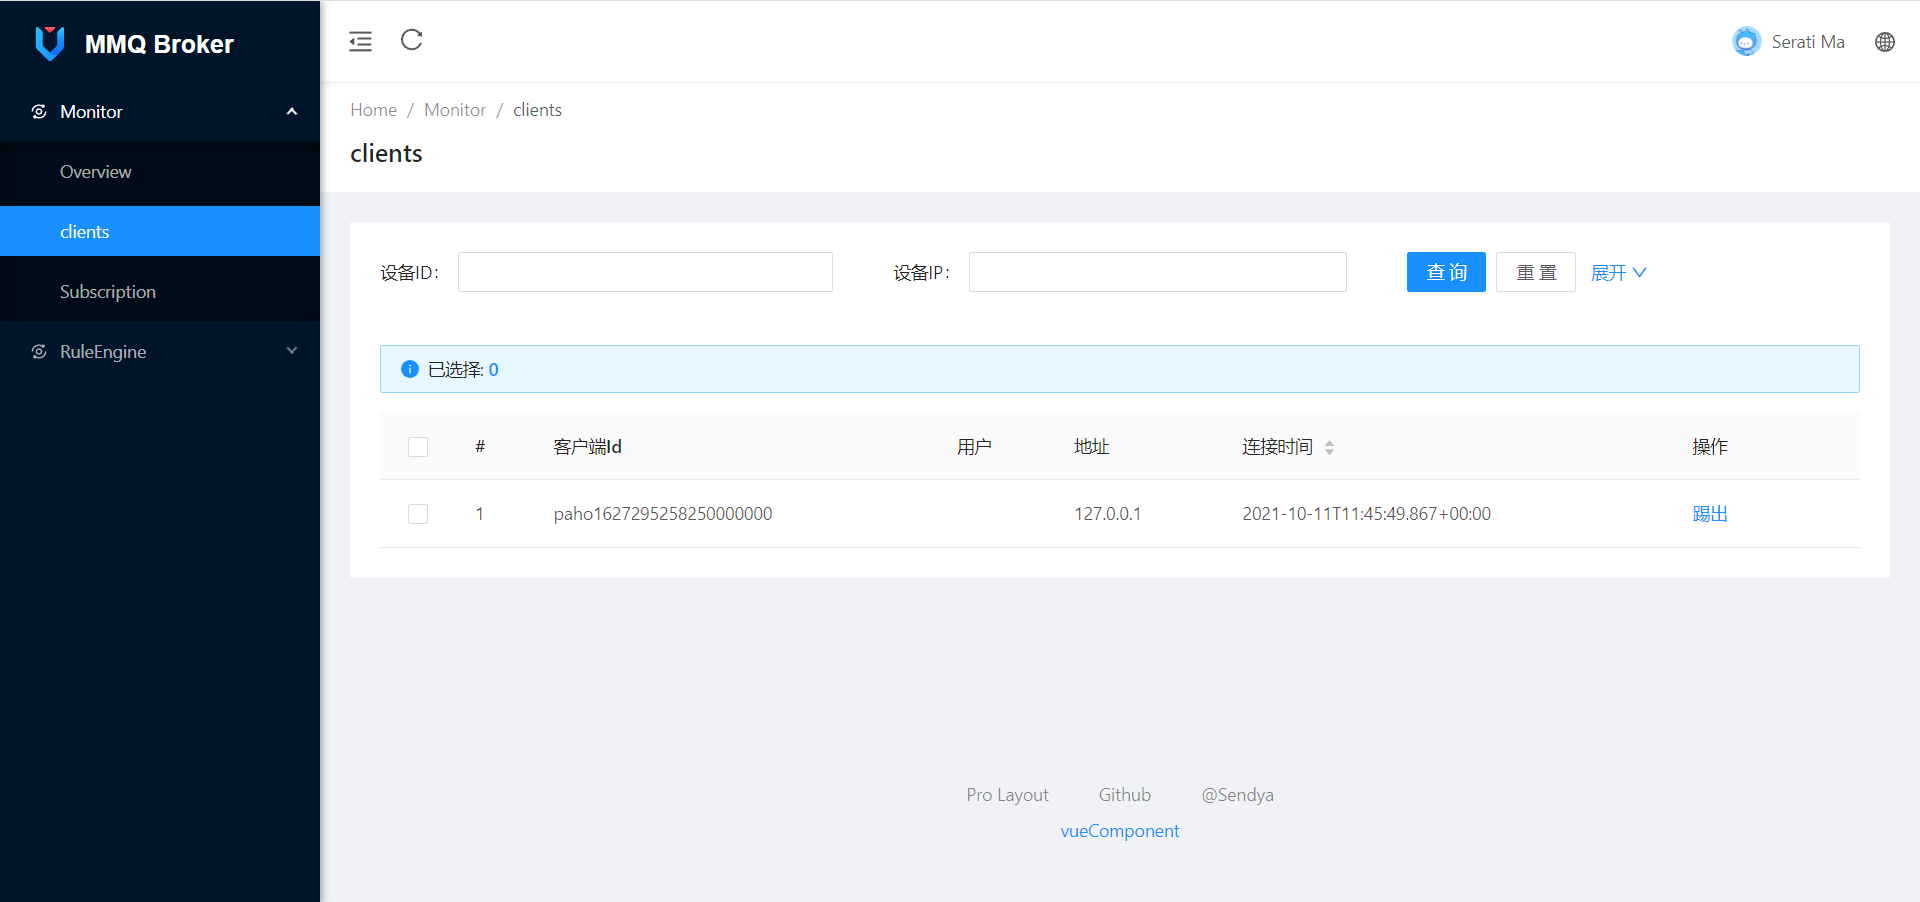 MMQ Broker
Serati Ma
Monitor
Overview
clients
Subscription
RuleEngine
Home / Monitor / clients
clients
设备ID: 设备IP: 查 询 重 置 展开
已选择: 0
# 客户端Id 用户 地址 连接时间 操作
1 paho1627295258250000000 127.0.0.1 2021-10-11T11:45:49.867+00:00 踢出
Pro Layout Github @Sendya
vueComponent